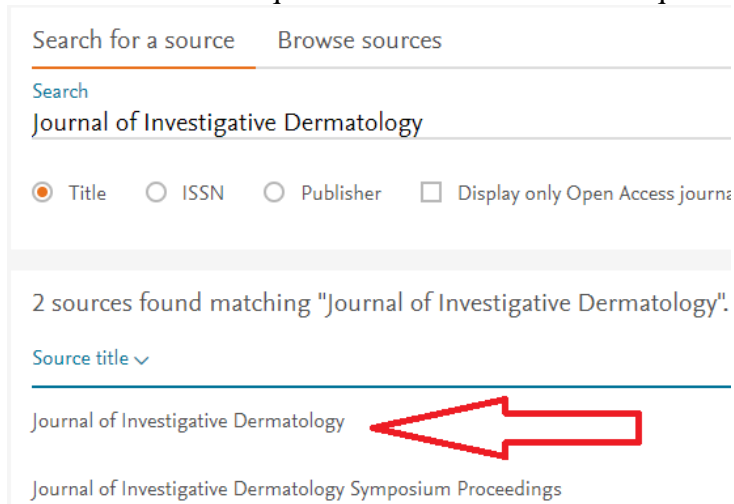 Search for a source Browse sources
Search
Journal of Investigative Dermatology
Title ISSN Publisher Display only Open Access journa
2 sources found matching "Journal of Investigative Dermatology".
Source title
Journal of Investigative Dermatology
Journal of Investigative Dermatology Symposium Proceedings